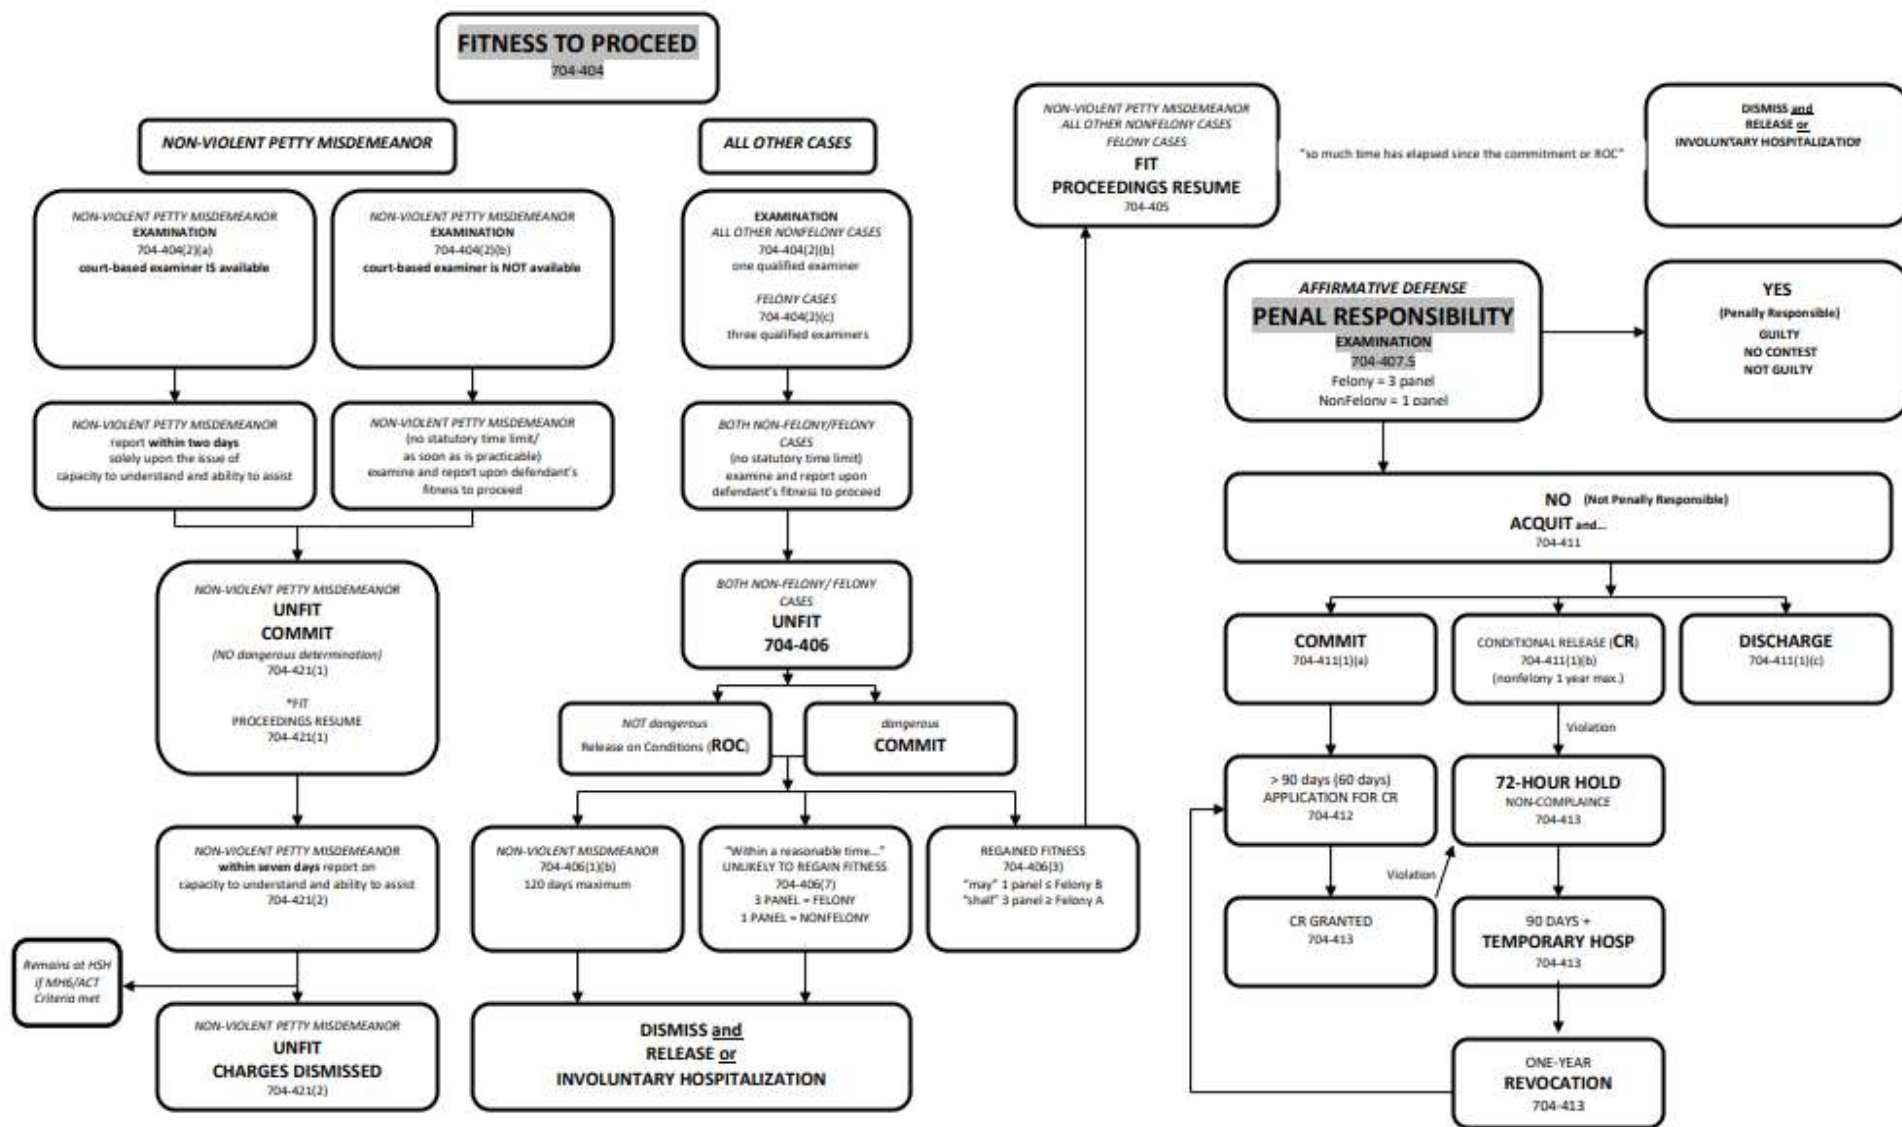 FITNESS TO PROCEED
704-404
NON-VIOLENT PETTY MISDEMEANOR
ALL OTHER CASES
NON-VIOLENT PETTY MISDEMEANOR
EXAMINATION
704-404(2)(a)
court-based examiner IS available
NON-VIOLENT PETTY MISDEMEANOR
EXAMINATION
704-404(2)(b)
court-based examiner is NOT available
EXAMINATION
ALL OTHER NONFELONY CASES
704-404(2)(b)
one qualified examiner
FELONY CASES
704-404(2)(c)
three qualified examiners
NON-VIOLENT PETTY MISDEMEANOR
report within two days
solely upon the issue of
capacity to understand and ability to assist
NON-VIOLENT PETTY MISDEMEANOR
(no statutory time limit/
as soon as is practicable)
examine and report upon defendant's
fitness to proceed
BOTH NON-FELONY/FELONY
CASES
(no statutory time limit)
examine and report upon
defendant's fitness to proceed
NON-VIOLENT PETTY MISDEMEANOR
UNFIT
COMMIT
(NO dangerous determination)
704-421(1)
*FIT
PROCEEDINGS RESUME
704-421(1)
BOTH NON-FELONY/ FELONY
CASES
UNFIT
704-406
NOT dangerous
Release on Conditions (ROC)
dangerous
COMMIT
NON-VIOLENT PETTY MISDEMEANOR
within seven days report on
capacity to understand and ability to assist
704-421(2)
NON-VIOLENT MISDMEANOR
704-406(1)(b)
120 days maximum
"Within a reasonable time..."
UNLIKELY TO REGAIN FITNESS
704-406(7)
3 PANEL = FELONY
1 PANEL = NONFELONY
REGAINED FITNESS
704-406(3)
"may" 1 panel ≤ Felony B
"shall" 3 panel ≥ Felony A
Remains at HSH
if MH6/ACT
Criteria met
NON-VIOLENT PETTY MISDEMEANOR
UNFIT
CHARGES DISMISSED
704-421(2)
DISMISS and
RELEASE or
INVOLUNTARY HOSPITALIZATION
NON-VIOLENT PETTY MISDEMEANOR
ALL OTHER NONFELONY CASES
FELONY CASES
FIT
PROCEEDINGS RESUME
704-405
"so much time has elapsed since the commitment or ROC"
DISMISS and
RELEASE or
INVOLUNTARY HOSPITALIZATION
AFFIRMATIVE DEFENSE
PENAL RESPONSIBILITY
EXAMINATION
704-407.5
Felony = 3 panel
NonFelony = 1 panel
YES
(Penally Responsible)
GUILTY
NO CONTEST
NOT GUILTY
NO (Not Penally Responsible)
ACQUIT and...
704-411
COMMIT
704-411(1)(a)
CONDITIONAL RELEASE (CR)
704-411(1)(b)
(nonfelony 1 year max.)
DISCHARGE
704-411(1)(c)
Violation
> 90 days (60 days)
APPLICATION FOR CR
704-412
72-HOUR HOLD
NON-COMPLAINCE
704-413
Violation
CR GRANTED
704-413
90 DAYS +
TEMPORARY HOSP
704-413
ONE-YEAR
REVOCATION
704-413